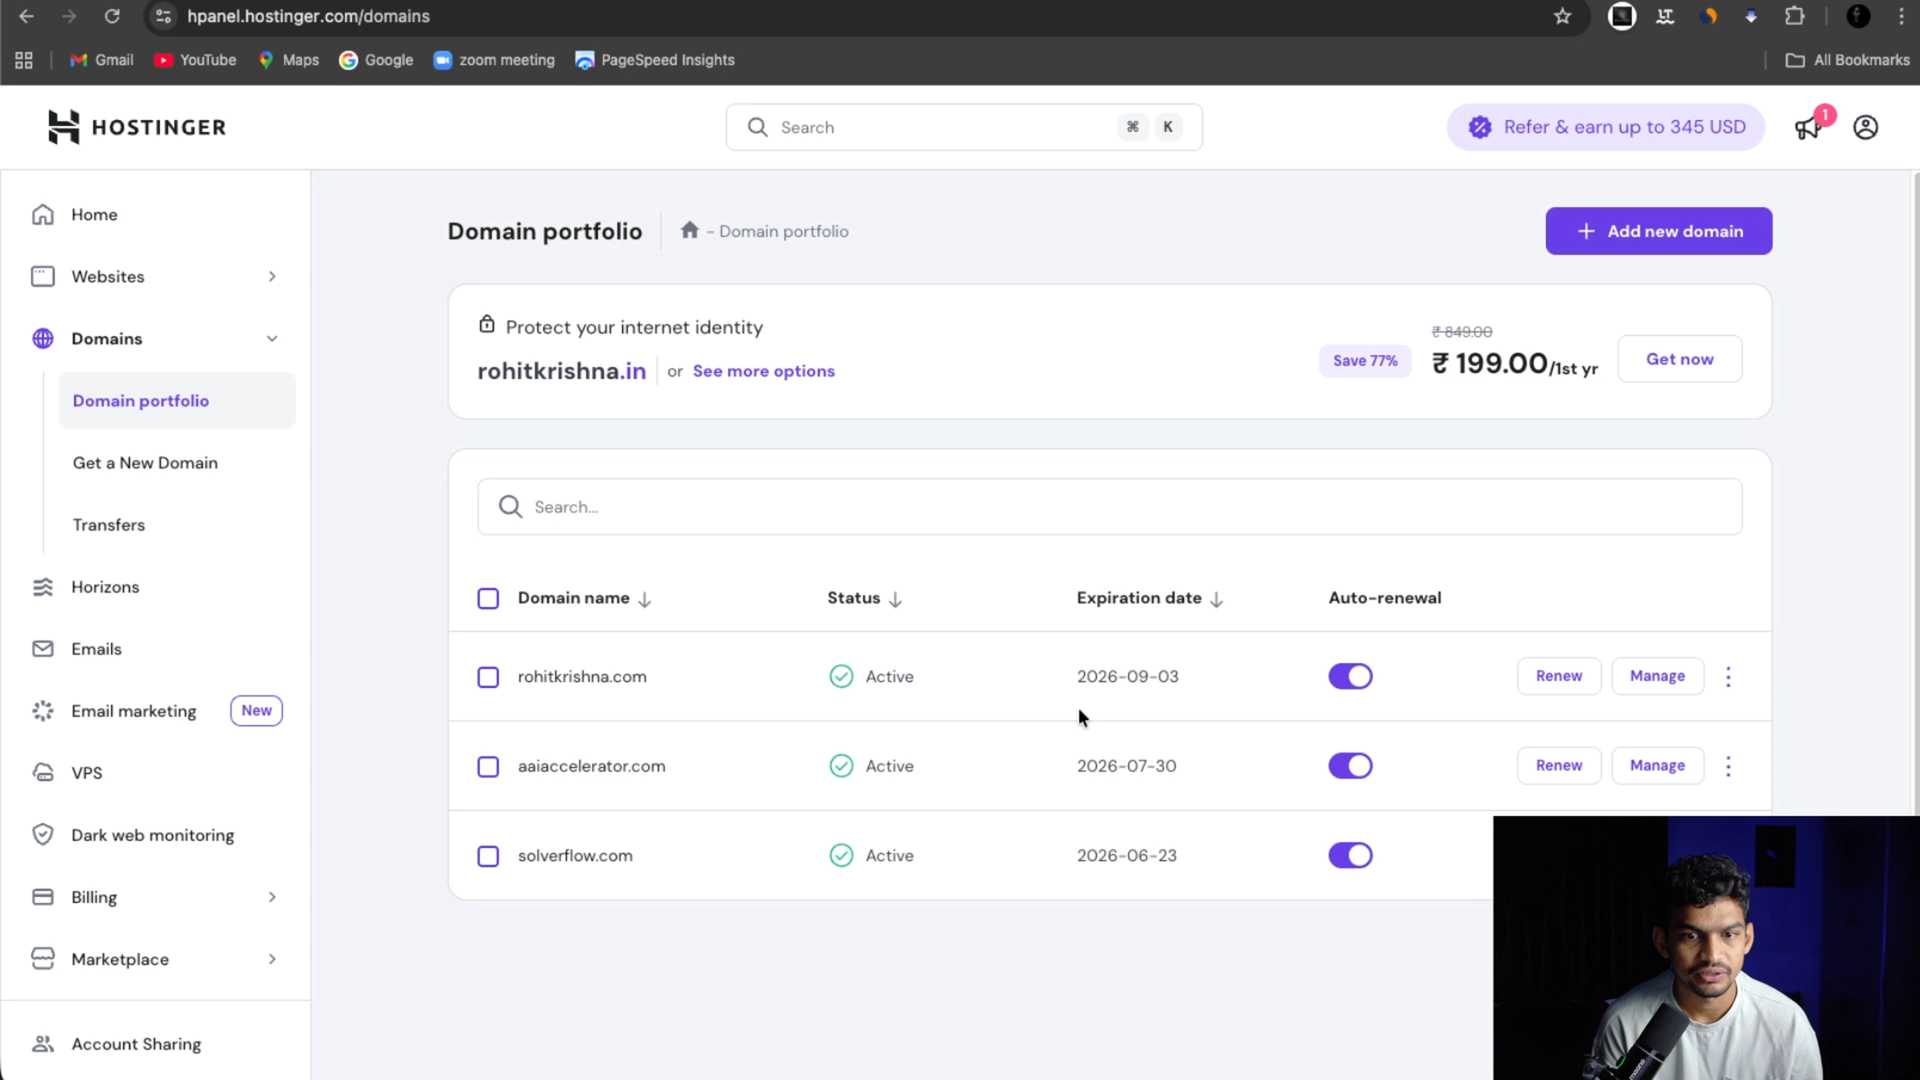 hpanel.hostinger.com/domains
Gmail YouTube Maps Google zoom meeting PageSpeed Insights All Bookmarks
HOSTINGER
Search ⌘ K
Refer & earn up to 345 USD
1
Home
Websites
Domains
Domain portfolio
Get a New Domain
Transfers
Horizons
Emails
Email marketing New
VPS
Dark web monitoring
Billing
Marketplace
Account Sharing
Domain portfolio - Domain portfolio
+ Add new domain
Protect your internet identity
rohitkrishna.in or See more options
Save 77%
₹ 849.00
₹ 199.00/1st yr
Get now
Search...
Domain name Status Expiration date Auto-renewal
rohitkrishna.com Active 2026-09-03 Renew Manage
aaiaccelerator.com Active 2026-07-30 Renew Manage
solverflow.com Active 2026-06-23